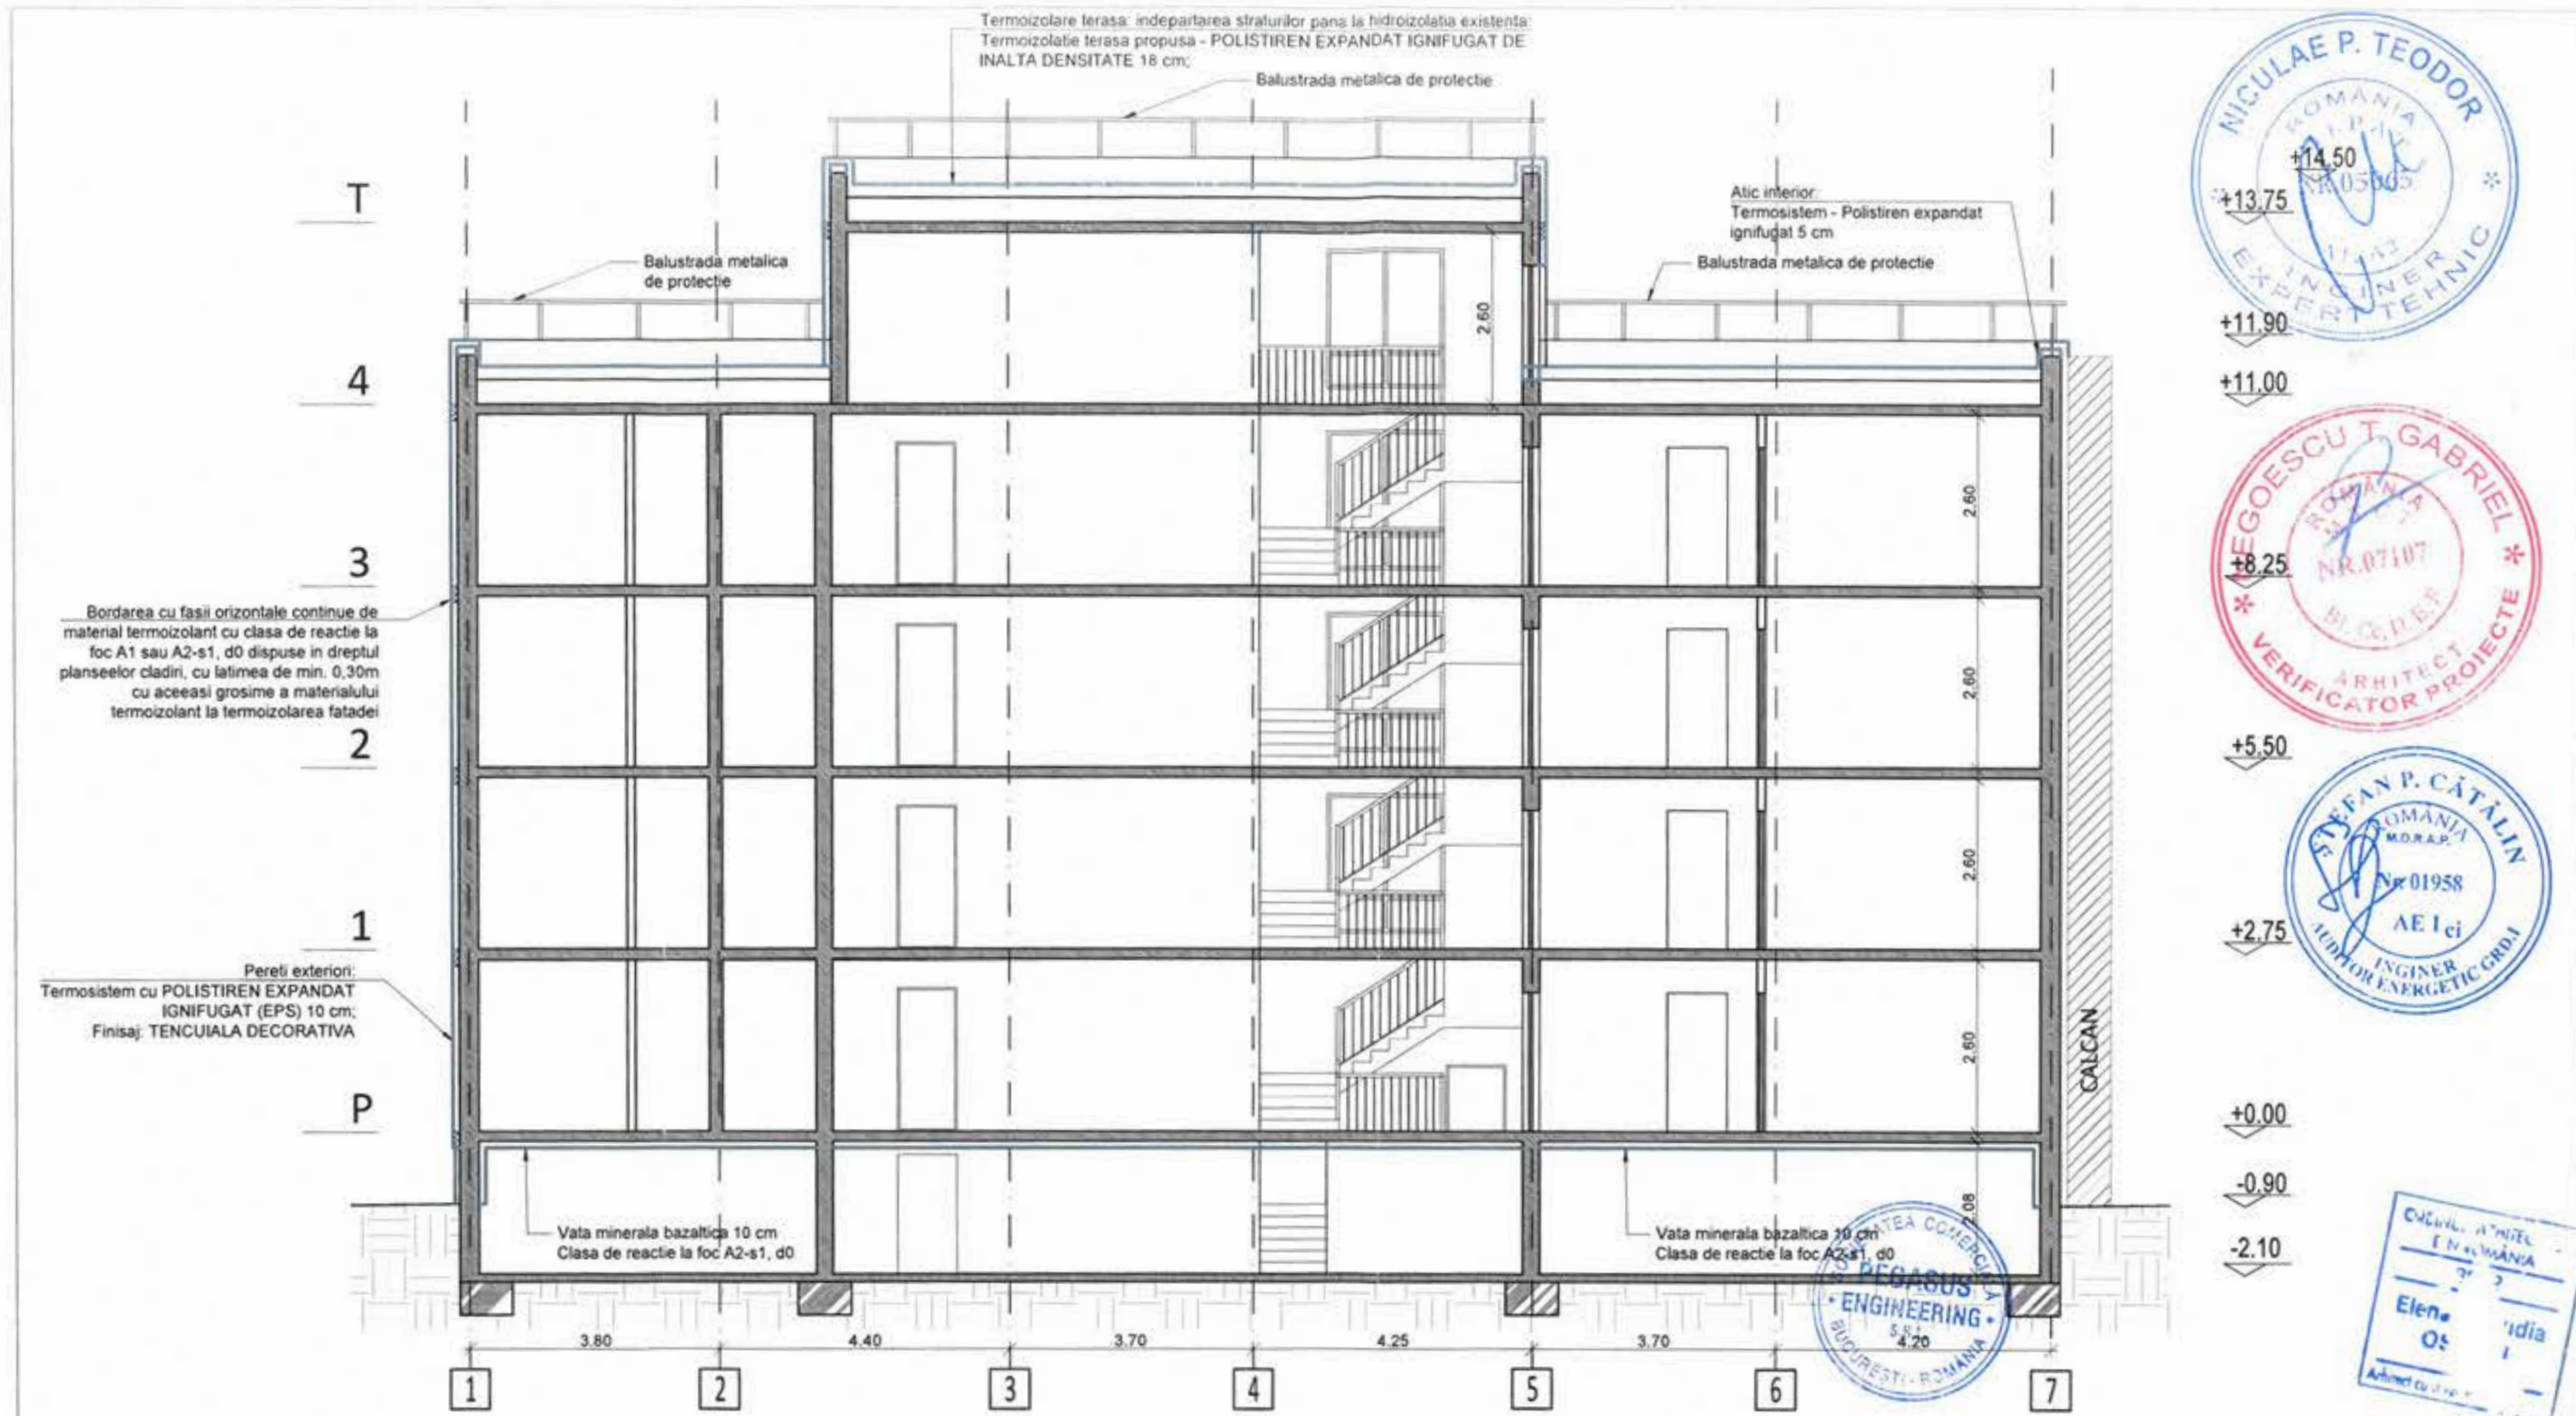 Termoizolare terasa: indepartarea straturilor pana la hidroizolatia existenta;
Termoizolatie terasa propusa - POLISTIREN EXPANDAT IGNIFUGAT DE
INALTA DENSITATE 18 cm;
Balustrada metalica de protectie
Balustrada metalica
de protectie
Atic interior:
Termosistem - Polistiren expandat
ignifugat 5 cm
Balustrada metalica de protectie
T
4
3
2
1
P
Bordarea cu fasii orizontale continue de
material termoizolant cu clasa de reactie la
foc A1 sau A2-s1, d0 dispuse in dreptul
planseelor cladiri, cu latimea de min. 0,30m
cu aceeasi grosime a materialului
termoizolant la termoizolarea fatadei
Pereti exteriori:
Termosistem cu POLISTIREN EXPANDAT
IGNIFUGAT (EPS) 10 cm;
Finisaj: TENCUIALA DECORATIVA
2.60
2.60
2.60
2.60
2.60
2.08
Vata minerala bazaltica 10 cm
Clasa de reactie la foc A2-s1, d0
Vata minerala bazaltica 10 cm
Clasa de reactie la foc A2-s1, d0
CALCAN
3.80
4.40
3.70
4.25
3.70
4.20
1
2
3
4
5
6
7
+14.50
+13.75
+11.90
+11.00
+8.25
+5.50
+2.75
+0.00
-0.90
-2.10
NICULAE P. TEODOR
ROMÂNIA
INGINER
EXPERT TEHNIC
NEGOESCU T. GABRIEL
ROMÂNIA
NR.07107
ARHITECT
VERIFICATOR PROIECTE
ȘTEFAN P. CĂTĂLIN
ROMÂNIA
M.D.R.A.P.
Nr. 01958
AE I ci
INGINER
AUDITOR ENERGETIC GRD.I
SOCIETATEA COMERCIALĂ
PEGASUS
ENGINEERING
S.R.L.
BUCUREȘTI - ROMÂNIA
ROMÂNIA